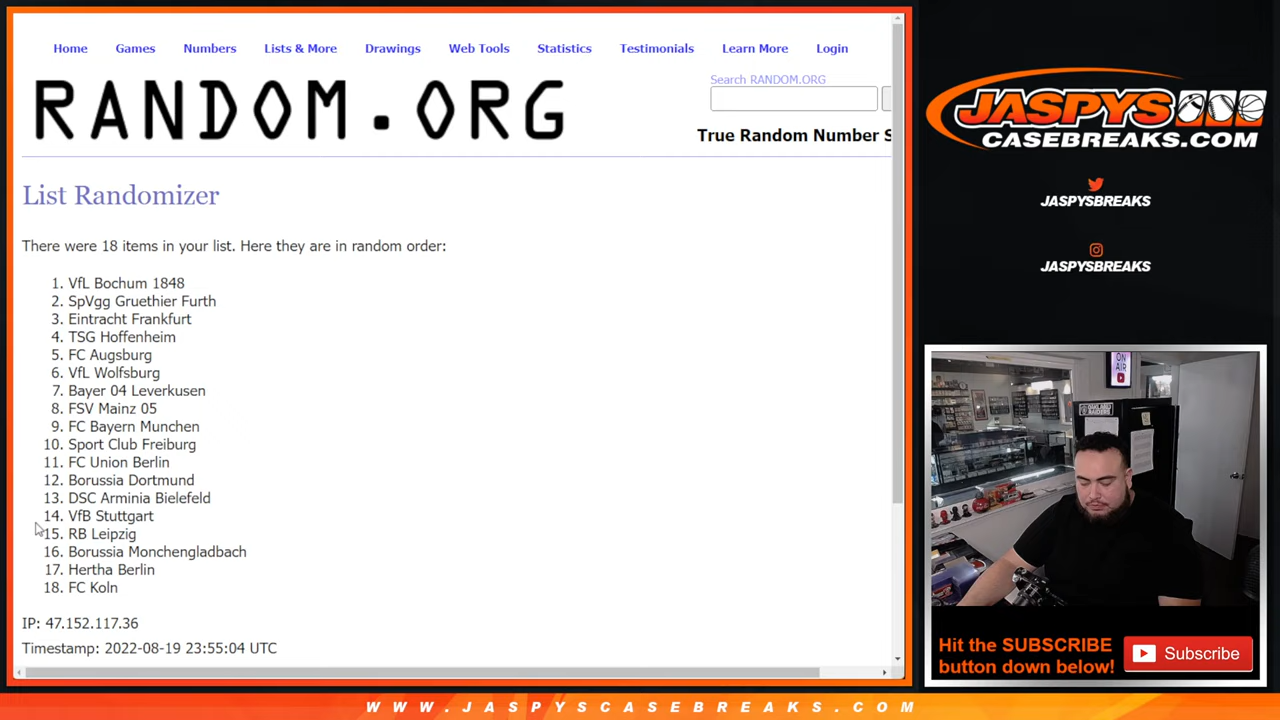 Home Games Numbers Lists & More Drawings Web Tools Statistics Testimonials Learn More Login
Search RANDOM.ORG
RANDOM.ORG
True Random Number S
List Randomizer
There were 18 items in your list. Here they are in random order:
1. VfL Bochum 1848
2. SpVgg Gruethier Furth
3. Eintracht Frankfurt
4. TSG Hoffenheim
5. FC Augsburg
6. VfL Wolfsburg
7. Bayer 04 Leverkusen
8. FSV Mainz 05
9. FC Bayern Munchen
10. Sport Club Freiburg
11. FC Union Berlin
12. Borussia Dortmund
13. DSC Arminia Bielefeld
14. VfB Stuttgart
15. RB Leipzig
16. Borussia Monchengladbach
17. Hertha Berlin
18. FC Koln
IP: 47.152.117.36
Timestamp: 2022-08-19 23:55:04 UTC
JASPYS
CASEBREAKS.COM
JASPYSBREAKS
JASPYSBREAKS
ON
AIR
OAKLAND
RAIDERS
Hit the SUBSCRIBE
button down below!
Subscribe
WWW.JASPYSCASEBREAKS.COM